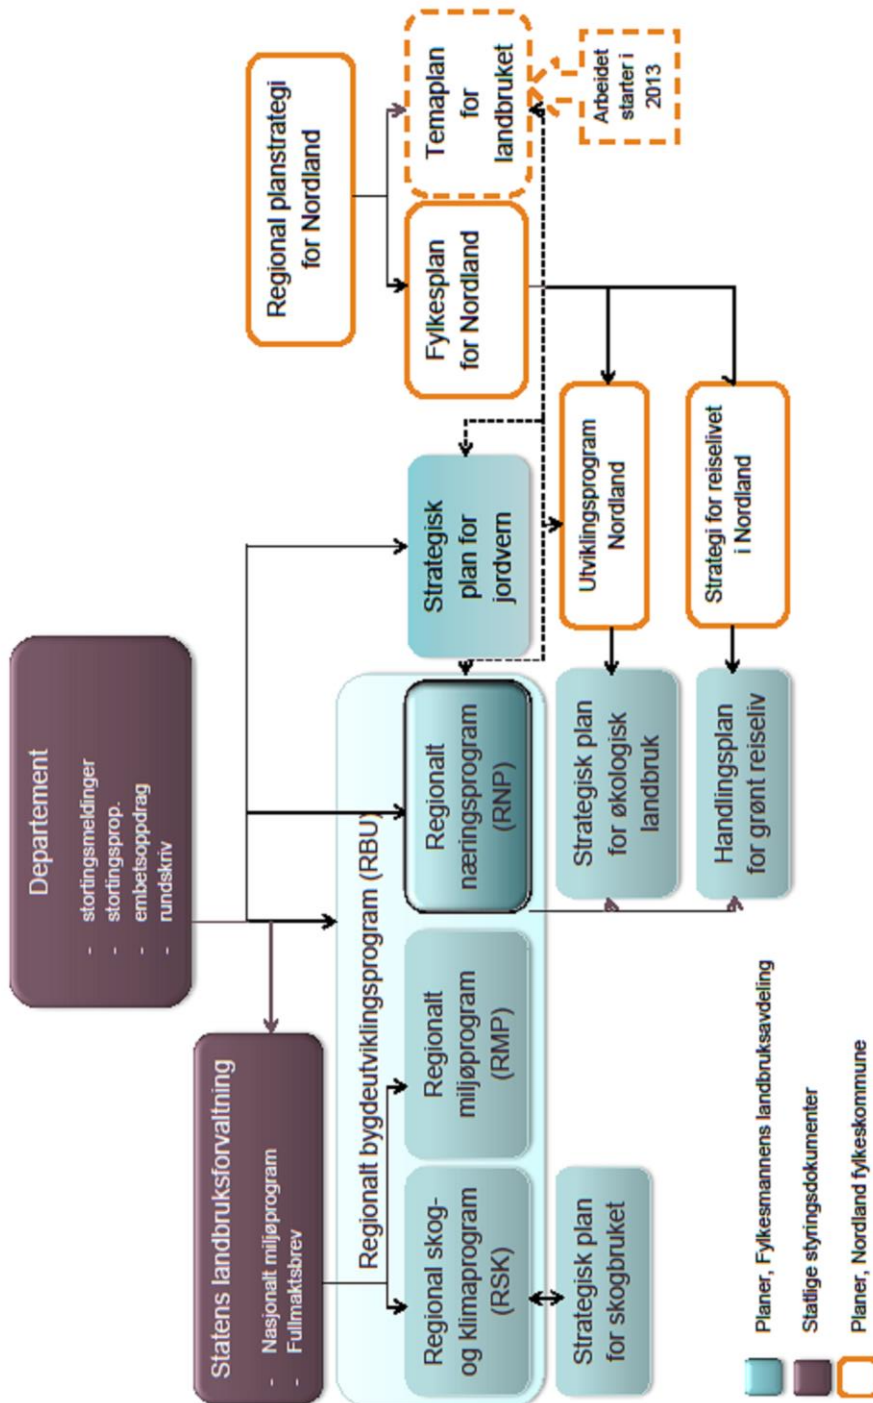 Departement
- stortingsmeldinger
- stortingsprop.
- embetsoppdrag
- rundskriv
Statens landbruksforvaltning
- Nasjonalt miljøprogram
- Fullmaktsbrev
Regional planstrategi
for Nordland
Regionalt bygdeutviklingsprogram (RBU)
Regional skog-
og klimaprogram
(RSK)
Regionalt
miljøprogram
(RMP)
Regionalt
næringsprogram
(RNP)
Strategisk
plan for
jordvern
Fylkesplan
for Nordland
Temaplan
for
landbruket
Arbeidet
starter i
2013
Strategisk plan
for skogbruket
Strategisk plan
for økologisk
landbruk
Utviklingsprogram
Nordland
Handlingsplan
for grønt reiseliv
Strategi for reiselivet
i Nordland
Planer, Fylkesmannens landbruksavdeling
Statlige styringsdokumenter
Planer, Nordland fylkeskommune